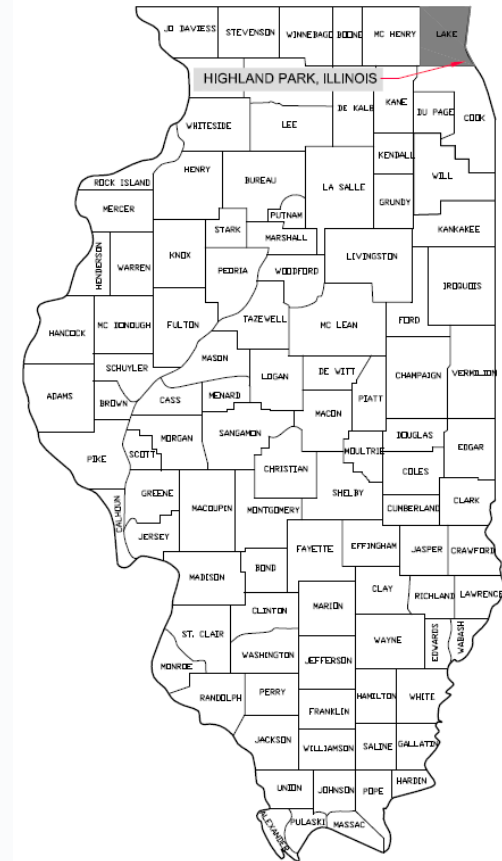 JO DAVIESS
STEVENSON
WINNEBAGO
BOONE
MC HENRY
LAKE
HIGHLAND PARK, ILLINOIS
DE KALB
KANE
DU PAGE
COOK
WHITESIDE
LEE
KENDALL
WILL
HENRY
BUREAU
LA SALLE
ROCK ISLAND
GRUNDY
MERCER
PUTNAM
STARK
MARSHALL
KANKAKEE
HENDERSON
WARREN
KNOX
PEORIA
WOODFORD
LIVINGSTON
IROQUOIS
HANCOCK
MC DONOUGH
FULTON
TAZEWELL
MC LEAN
FORD
SCHUYLER
MASON
LOGAN
DE WITT
CHAMPAIGN
VERMILION
ADAMS
BROWN
CASS
MENARD
PIATT
MACON
MORGAN
SANGAMON
DOUGLAS
EDGAR
PIKE
SCOTT
CHRISTIAN
MOULTRIE
COLES
GREENE
MACOUPIN
SHELBY
CALHOUN
MONTGOMERY
CUMBERLAND
CLARK
JERSEY
FAYETTE
EFFINGHAM
JASPER
CRAWFORD
MADISON
BOND
CLAY
RICHLAND
LAWRENCE
CLINTON
MARION
ST. CLAIR
WAYNE
EDWARDS
WABASH
MONROE
WASHINGTON
JEFFERSON
RANDOLPH
PERRY
HAMILTON
WHITE
FRANKLIN
JACKSON
WILLIAMSON
SALINE
GALLATIN
UNION
JOHNSON
POPE
HARDIN
ALEXANDER
PULASKI
MASSAC